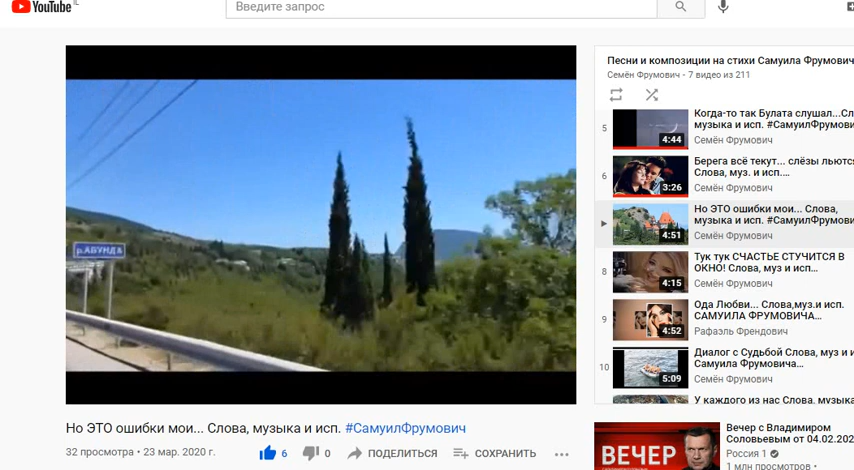 YouTube IL
Введите запрос
р.АБУНДА
Песни и композиции на стихи Самуила Фрумович
Семён Фрумович - 7 видео из 211
5
Когда-то так Булата слушал...Сл
музыка и исп. #СамуилФрумови
Семён Фрумович
4:44
6
Берега всё текут... слёзы льютс
Слова, муз. и исп....
Семён Фрумович
3:26
Но ЭТО ошибки мои... Слова,
музыка и исп. #СамуилФрумови
Семён Фрумович
4:51
8
Тук тук СЧАСТЬЕ СТУЧИТСЯ В
ОКНО! Слова, муз и исп...
Семён Фрумович
4:15
9
Ода Любви... Слова,муз.и исп.
САМУИЛА ФРУМОВИЧА...
Рафаэль Френдович
4:52
10
Диалог с Судьбой Слова, муз и и
Самуила Фрумовича...
Семён Фрумович
5:09
У каждого из нас Слова, музыка
Но ЭТО ошибки мои... Слова, музыка и исп. #СамуилФрумович
32 просмотра • 23 мар. 2020 г.
6
0
ПОДЕЛИТЬСЯ
СОХРАНИТЬ
ВЕЧЕР
Вечер с Владимиром
Соловьевым от 04.02.202
Россия 1
1 млн просмотров •